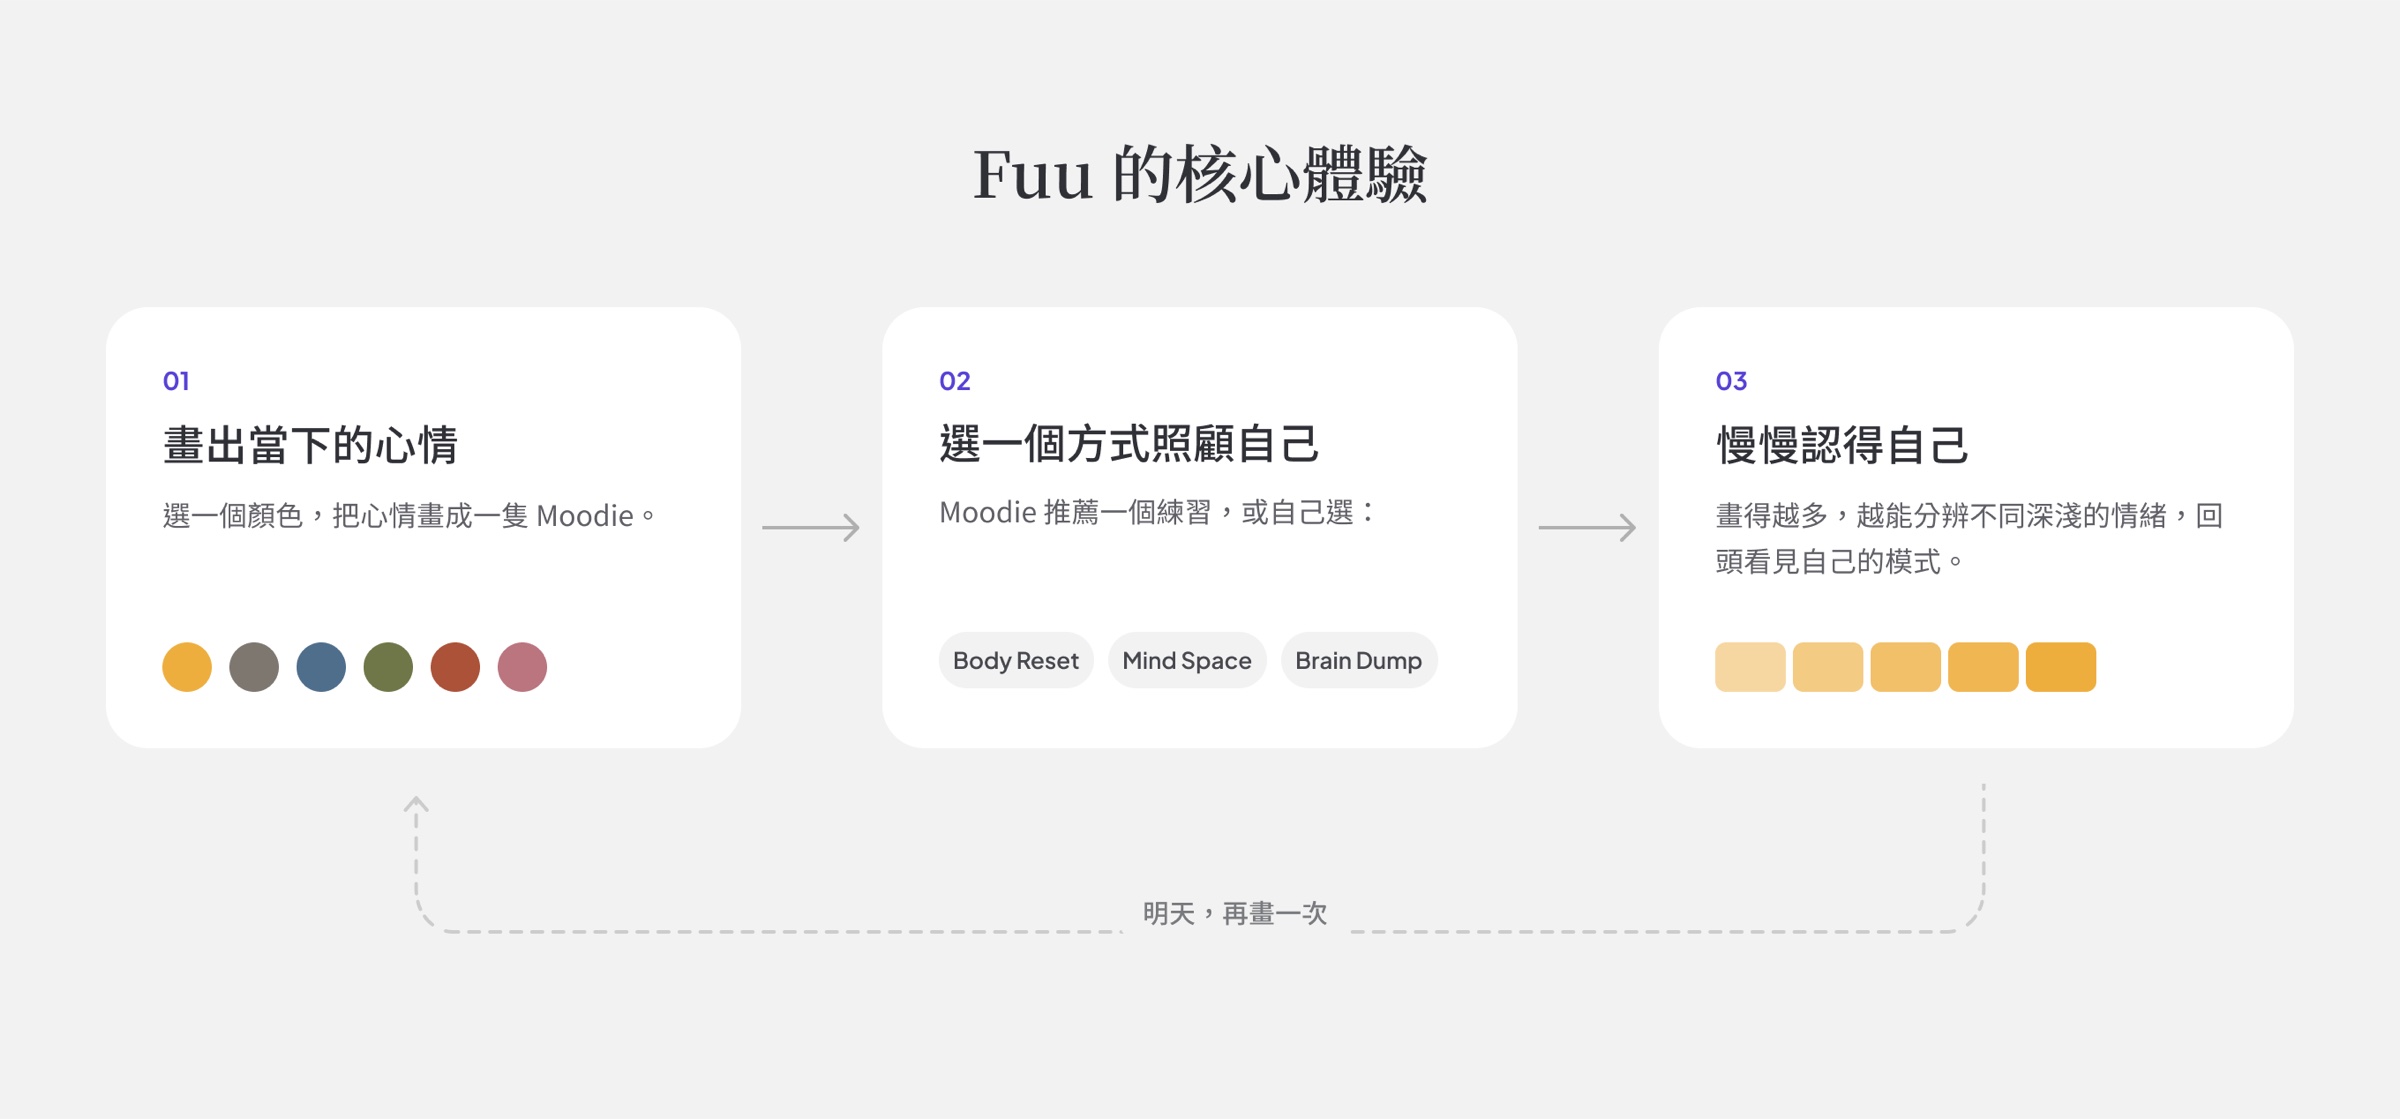 Fuu 的核心體驗
01
畫出當下的心情
選一個顏色，把心情畫成一隻 Moodie。
02
選一個方式照顧自己
Moodie 推薦一個練習，或自己選：
Body Reset
Mind Space
Brain Dump
03
慢慢認得自己
畫得越多，越能分辨不同深淺的情緒，回
頭看見自己的模式。
明天，再畫一次